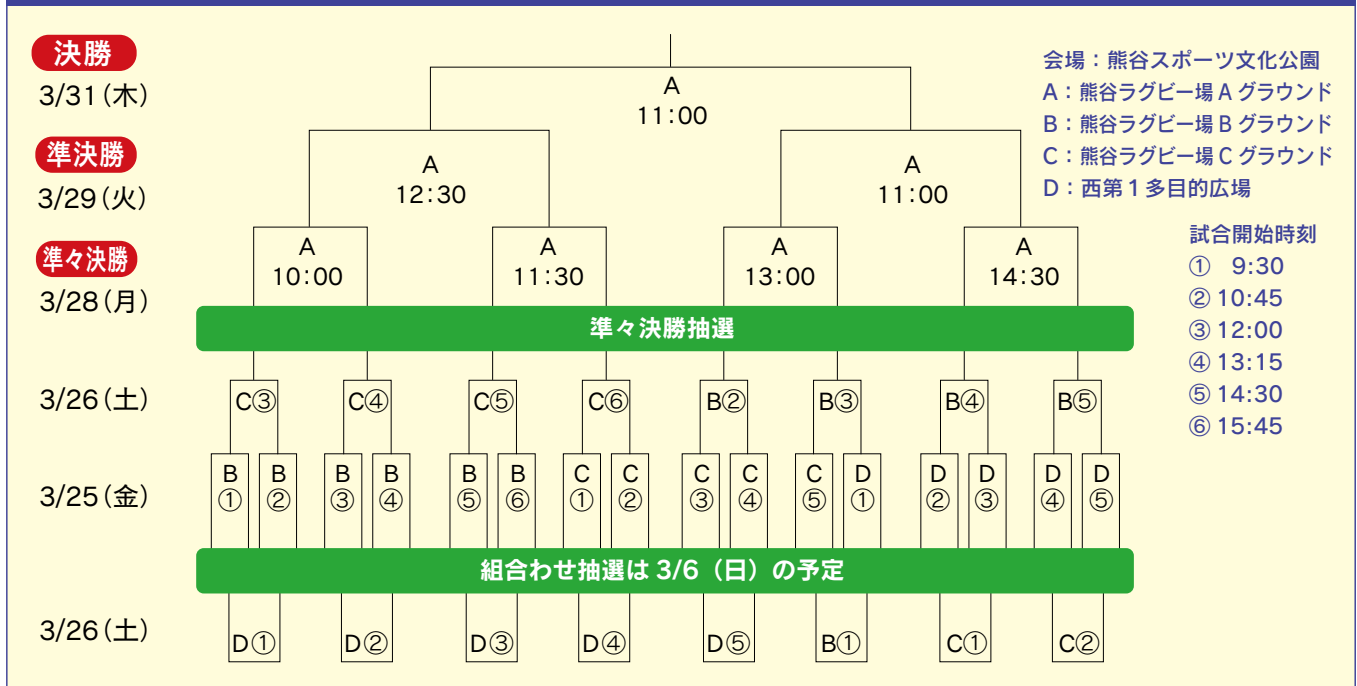 決勝
3/31(木)
A
11:00
準決勝
3/29(火)
A
12:30
A
11:00
準々決勝
3/28(月)
A
10:00
A
11:30
A
13:00
A
14:30
準々決勝抽選
3/26(土)
C③ C④ C⑤ C⑥ B② B③ B④ B⑤
3/25(金)
B① B② B③ B④ B⑤ B⑥ C① C② C③ C④ C⑤ D① D② D③ D④ D⑤
組合わせ抽選は 3/6(日)の予定
3/26(土)
D① D② D③ D④ D⑤ B① C① C②
会場:熊谷スポーツ文化公園
A:熊谷ラグビー場 A グラウンド
B:熊谷ラグビー場 B グラウンド
C:熊谷ラグビー場 C グラウンド
D:西第 1 多目的広場
試合開始時刻
① 9:30
② 10:45
③ 12:00
④ 13:15
⑤ 14:30
⑥ 15:45